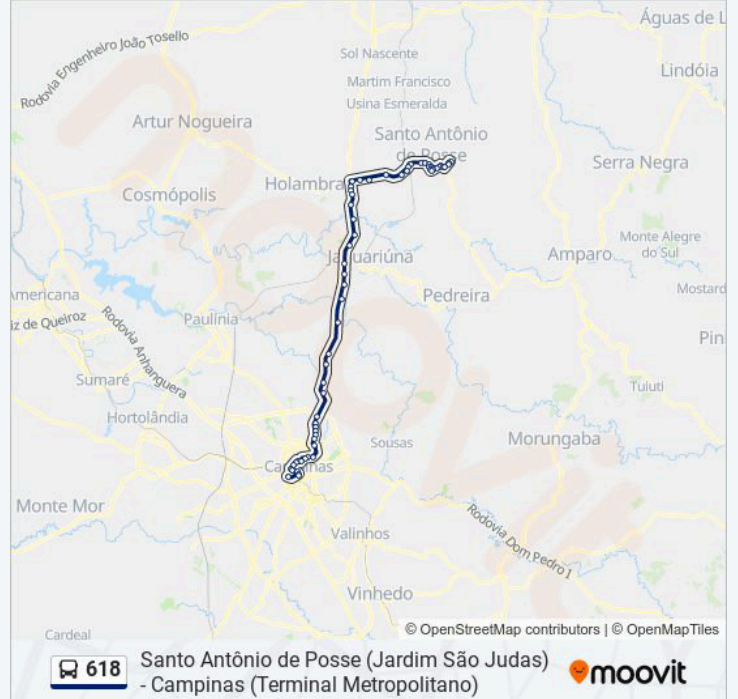 Águas de L
Rodovia Engenheiro João Tosello
Sol Nascente
Lindóia
Martim Francisco
Usina Esmeralda
Artur Nogueira
Santo Antônio
de Posse
Serra Negra
Holambra
Cosmópolis
Monte Alegre
do Sul
Jaguariúna
Amparo
Americana
Pedreira
Mostard
iz de Queiroz
Rodovia Anhanguera
Paulínia
Pin
Sumaré
Tuiuti
Hortolândia
Sousas
Morungaba
Campinas
Monte Mor
Rodovia Dom Pedro I
Valinhos
Vinhedo
Cardeal
moovit
© OpenStreetMap contributors | © OpenMapTiles
618
Santo Antônio de Posse (Jardim São Judas)
- Campinas (Terminal Metropolitano)
moovit